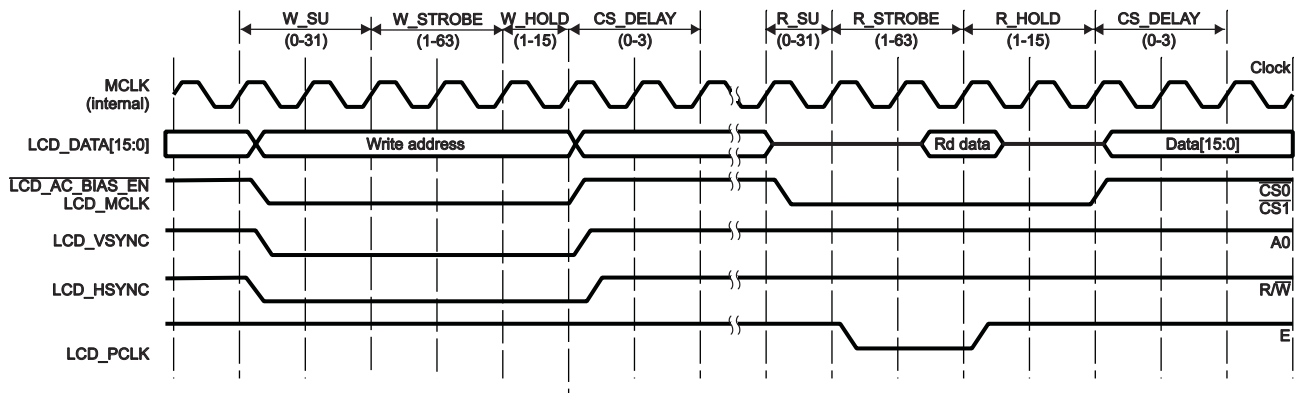 W_SU W_STROBE W_HOLD CS_DELAY R_SU R_STROBE R_HOLD CS_DELAY
(0-31) (1-63) (1-15) (0-3) (0-31) (1-63) (1-15) (0-3)
Clock
MCLK
(internal)
LCD_DATA[15:0] Write address Rd data Data[15:0]
LCD_AC_BIAS_EN CS0
LCD_MCLK CS1
LCD_VSYNC A0
LCD_HSYNC R/W
LCD_PCLK E